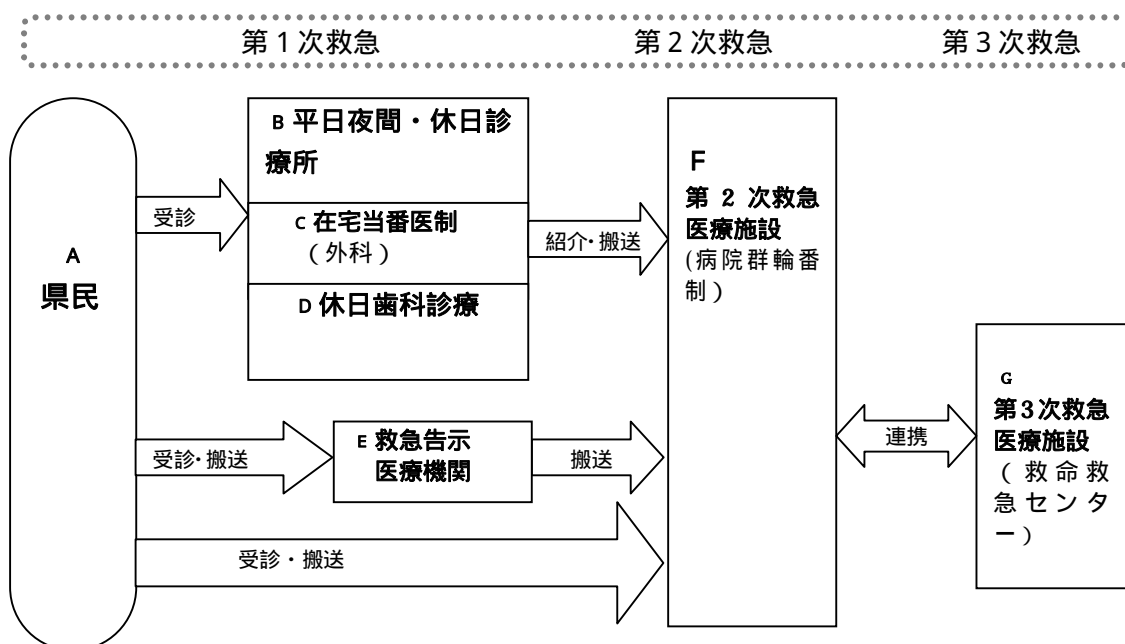 第１次救急 第２次救急 第３次救急
A
県民
受診
B 平日夜間・休日診
療所
C 在宅当番医制
（外科）
D 休日歯科診療
紹介・搬送
F
第２次救急
医療施設
(病院群輪番
制）
受診・搬送
E 救急告示
医療機関
搬送
受診・搬送
連携
G
第３次救急
医療施設
（救命救
急センタ
ー）